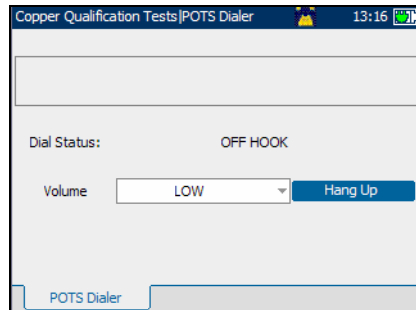 Copper Qualification Tests|POTS Dialer 13:16
Dial Status: OFF HOOK
Volume LOW Hang Up
POTS Dialer